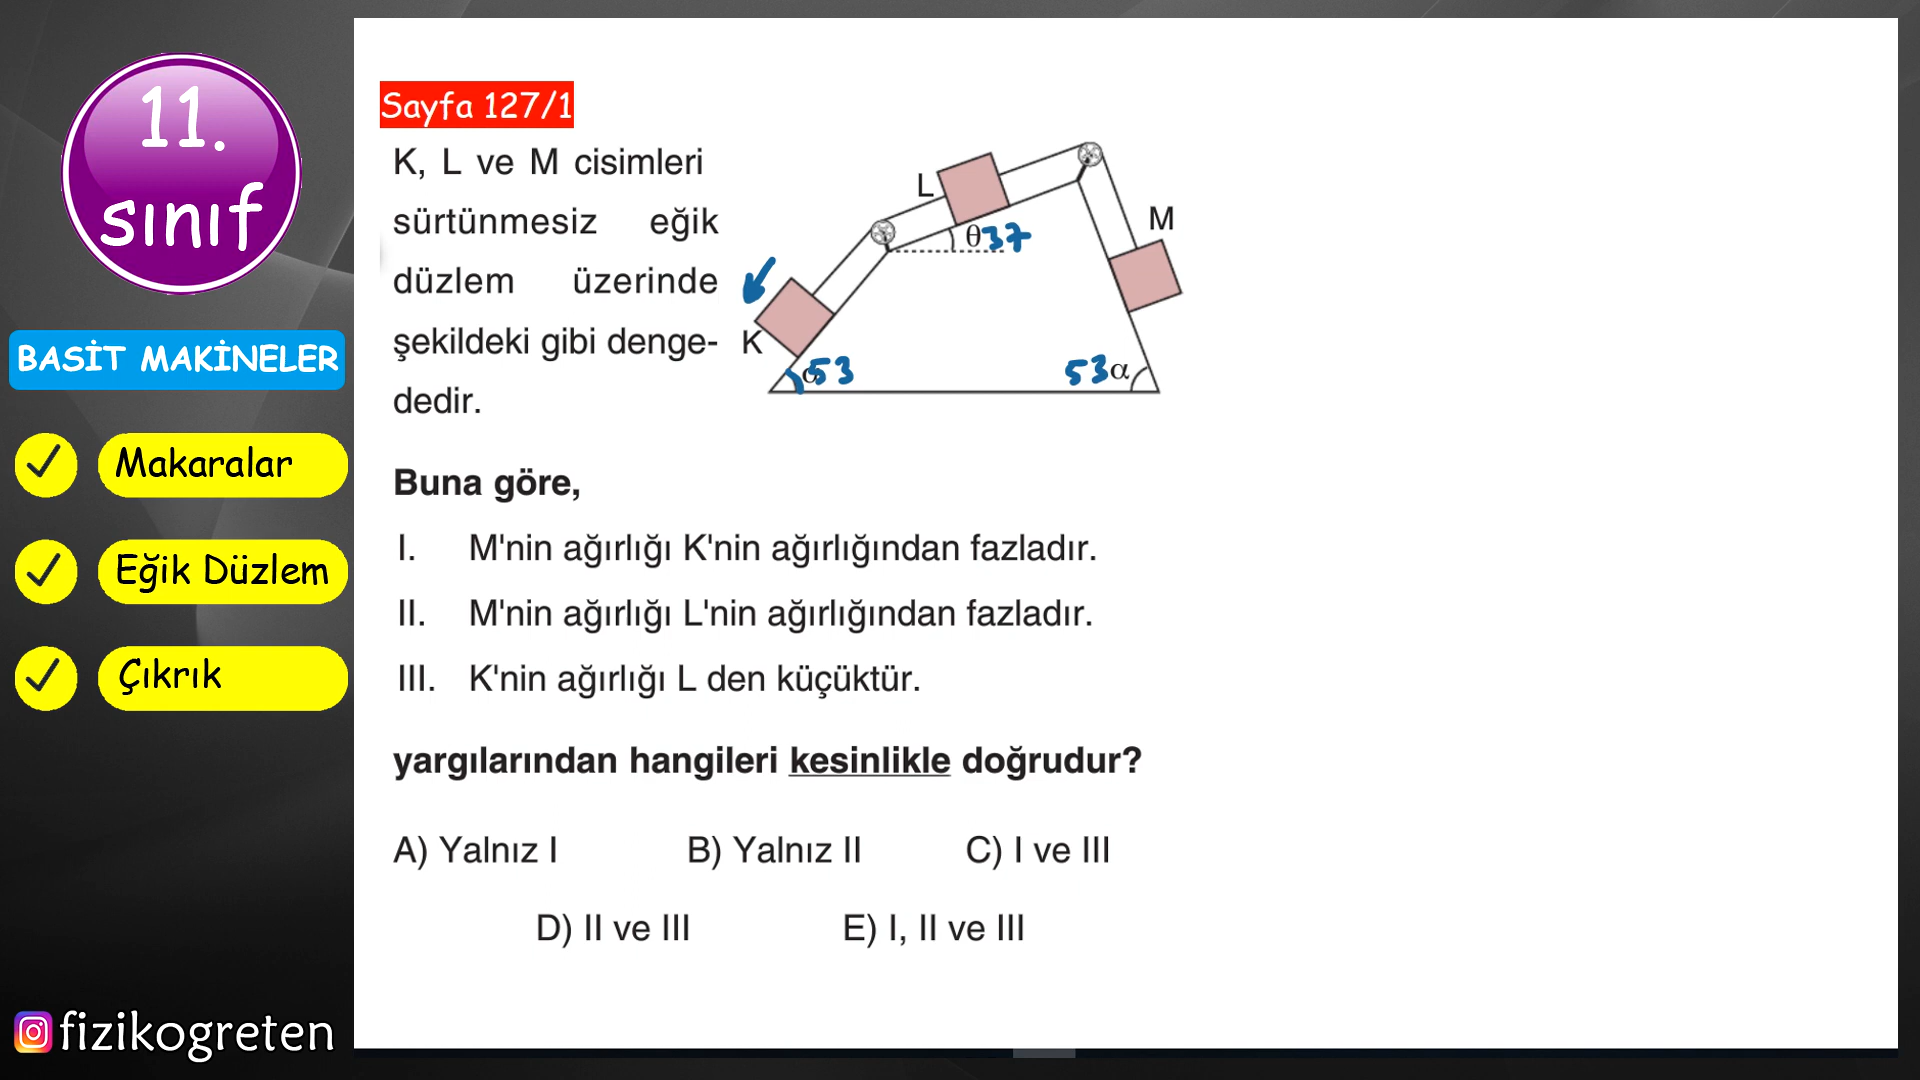 11.
sınıf
BASİT MAKİNELER
Makaralar
Eğik Düzlem
Çıkrık
fizikogreten
Sayfa 127/1
K, L ve M cisimleri
sürtünmesiz eğik
düzlem üzerinde
şekildeki gibi denge-
dedir.
L
M
θ37
K
53
53α
Buna göre,
I. M'nin ağırlığı K'nin ağırlığından fazladır.
II. M'nin ağırlığı L'nin ağırlığından fazladır.
III. K'nin ağırlığı L den küçüktür.
yargılarından hangileri kesinlikle doğrudur?
A) Yalnız I B) Yalnız II C) I ve III
D) II ve III E) I, II ve III